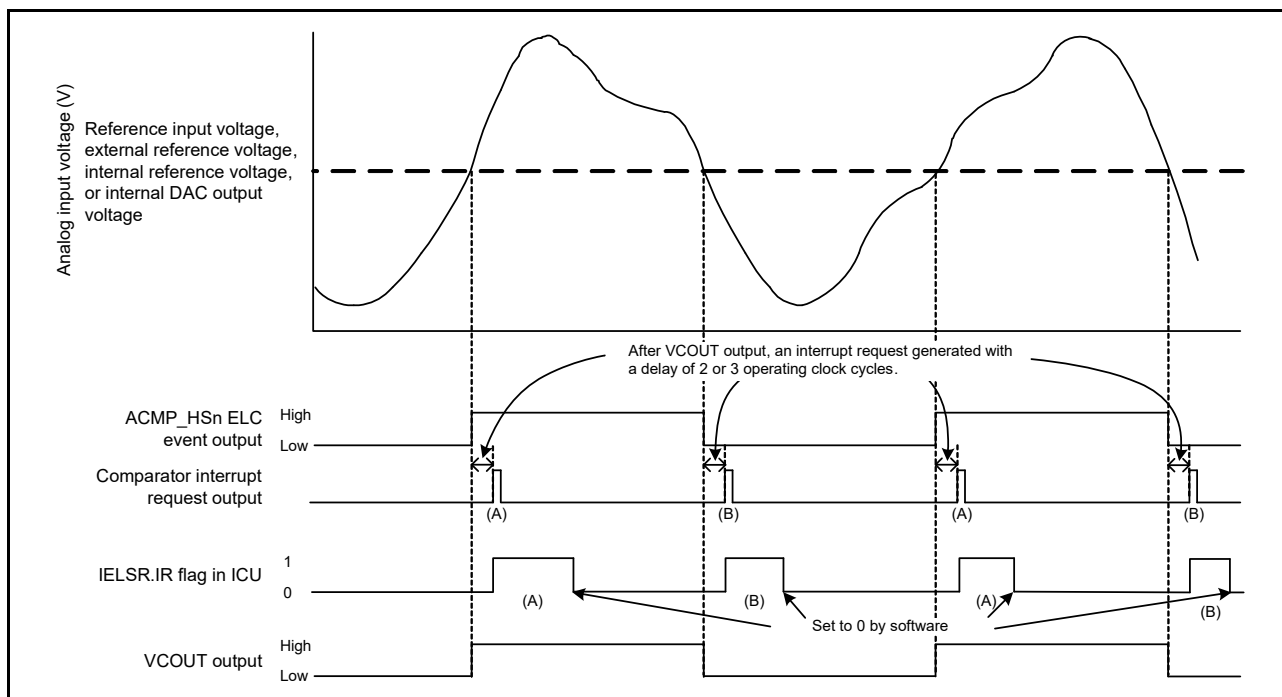 Analog input voltage (V)
Reference input voltage,
external reference voltage,
internal reference voltage,
or internal DAC output
voltage
After VCOUT output, an interrupt request generated with
a delay of 2 or 3 operating clock cycles.
ACMP_HSn ELC
event output
High
Low
Comparator interrupt
request output
(A)
(B)
(A)
(B)
IELSR.IR flag in ICU
1
0
(A)
(B)
(A)
(B)
Set to 0 by software
VCOUT output
High
Low